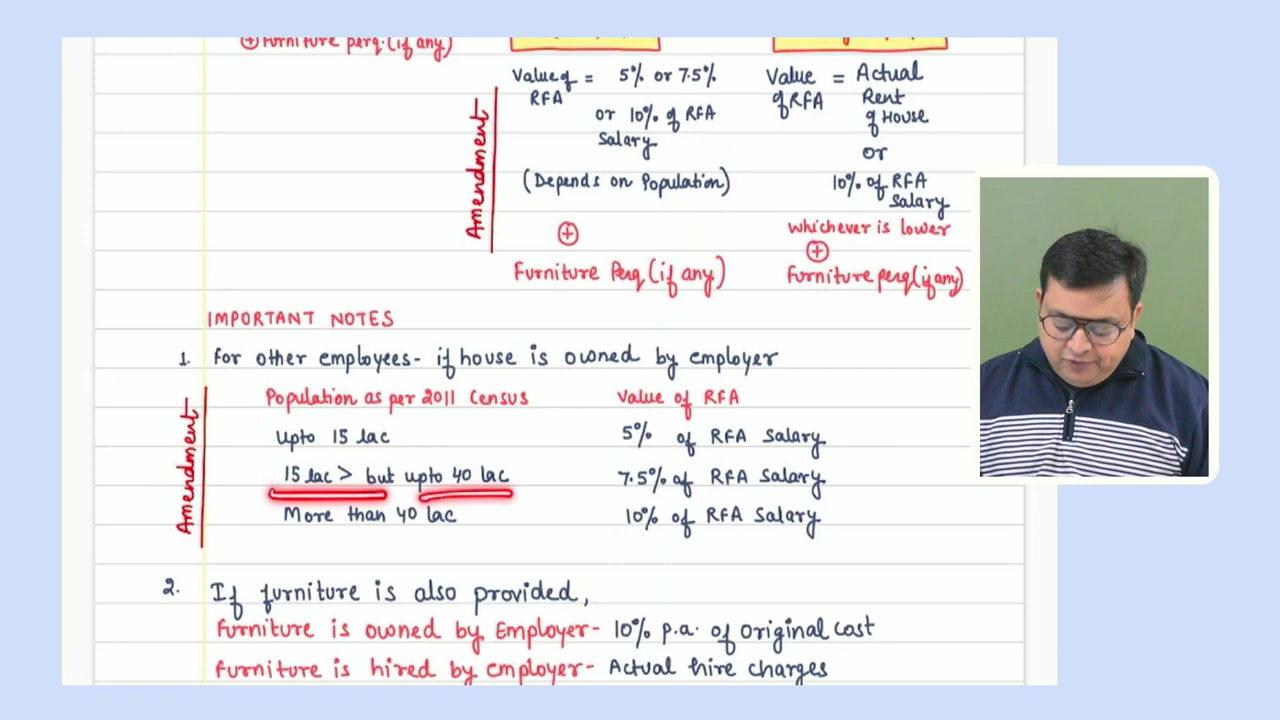 ⊕ Furniture perq. (if any)
Value of RFA = 5% or 7.5%
or 10% of RFA
Salary
(Depends on Population)
⊕
Furniture Perq (if any)
Amendment
Value of RFA = Actual
Rent
of House
or
10% of RFA
Salary
whichever is lower
⊕
furniture perq (if any)
IMPORTANT NOTES
1. for other employees- if house is owned by employer
Amendment
Population as per 2011 Census Value of RFA
Upto 15 lac 5% of RFA Salary
15 lac > but upto 40 lac 7.5% of RFA Salary
More than 40 lac 10% of RFA Salary
2. If furniture is also provided,
Furniture is owned by Employer- 10% p.a. of original cost
Furniture is hired by employer- Actual hire charges